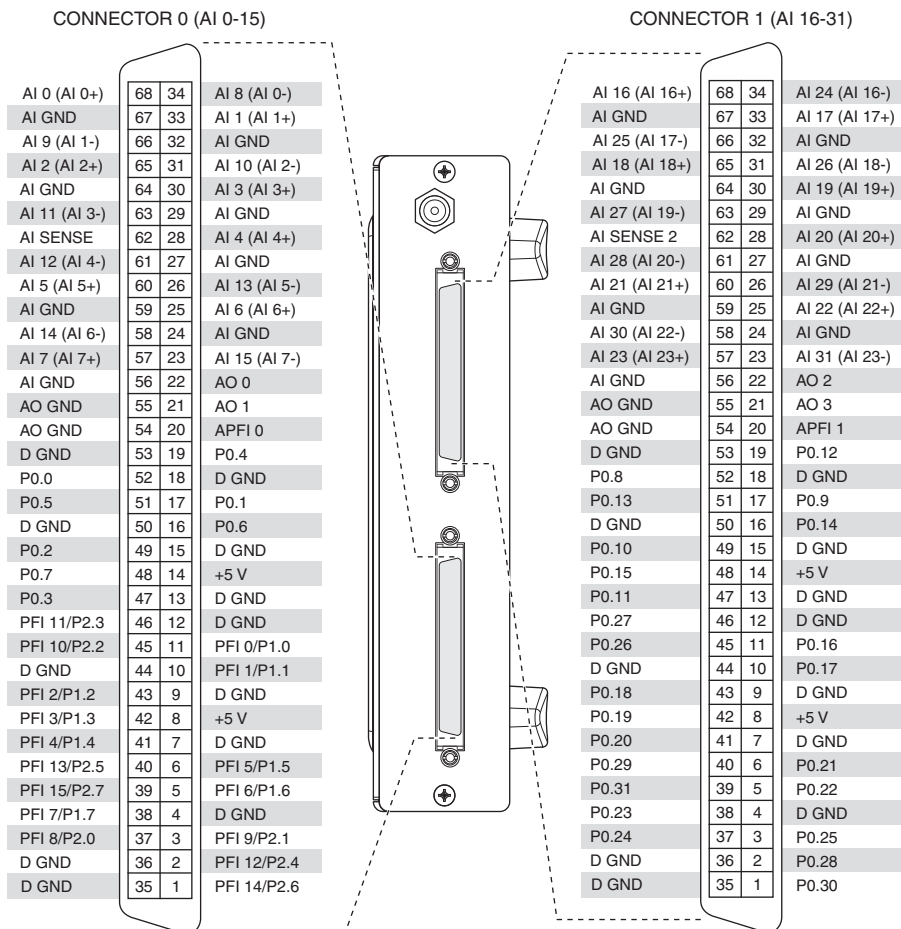 CONNECTOR 0 (AI 0-15)
AI 0 (AI 0+) 68 34 AI 8 (AI 0-)
AI GND 67 33 AI 1 (AI 1+)
AI 9 (AI 1-) 66 32 AI GND
AI 2 (AI 2+) 65 31 AI 10 (AI 2-)
AI GND 64 30 AI 3 (AI 3+)
AI 11 (AI 3-) 63 29 AI GND
AI SENSE 62 28 AI 4 (AI 4+)
AI 12 (AI 4-) 61 27 AI GND
AI 5 (AI 5+) 60 26 AI 13 (AI 5-)
AI GND 59 25 AI 6 (AI 6+)
AI 14 (AI 6-) 58 24 AI GND
AI 7 (AI 7+) 57 23 AI 15 (AI 7-)
AI GND 56 22 AO 0
AO GND 55 21 AO 1
AO GND 54 20 APFI 0
D GND 53 19 P0.4
P0.0 52 18 D GND
P0.5 51 17 P0.1
D GND 50 16 P0.6
P0.2 49 15 D GND
P0.7 48 14 +5 V
P0.3 47 13 D GND
PFI 11/P2.3 46 12 D GND
PFI 10/P2.2 45 11 PFI 0/P1.0
D GND 44 10 PFI 1/P1.1
PFI 2/P1.2 43 9 D GND
PFI 3/P1.3 42 8 +5 V
PFI 4/P1.4 41 7 D GND
PFI 13/P2.5 40 6 PFI 5/P1.5
PFI 15/P2.7 39 5 PFI 6/P1.6
PFI 7/P1.7 38 4 D GND
PFI 8/P2.0 37 3 PFI 9/P2.1
D GND 36 2 PFI 12/P2.4
D GND 35 1 PFI 14/P2.6
CONNECTOR 1 (AI 16-31)
AI 16 (AI 16+) 68 34 AI 24 (AI 16-)
AI GND 67 33 AI 17 (AI 17+)
AI 25 (AI 17-) 66 32 AI GND
AI 18 (AI 18+) 65 31 AI 26 (AI 18-)
AI GND 64 30 AI 19 (AI 19+)
AI 27 (AI 19-) 63 29 AI GND
AI SENSE 2 62 28 AI 20 (AI 20+)
AI 28 (AI 20-) 61 27 AI GND
AI 21 (AI 21+) 60 26 AI 29 (AI 21-)
AI GND 59 25 AI 22 (AI 22+)
AI 30 (AI 22-) 58 24 AI GND
AI 23 (AI 23+) 57 23 AI 31 (AI 23-)
AI GND 56 22 AO 2
AO GND 55 21 AO 3
AO GND 54 20 APFI 1
D GND 53 19 P0.12
P0.8 52 18 D GND
P0.13 51 17 P0.9
D GND 50 16 P0.14
P0.10 49 15 D GND
P0.15 48 14 +5 V
P0.11 47 13 D GND
P0.27 46 12 D GND
P0.26 45 11 P0.16
D GND 44 10 P0.17
P0.18 43 9 D GND
P0.19 42 8 +5 V
P0.20 41 7 D GND
P0.29 40 6 P0.21
P0.31 39 5 P0.22
P0.23 38 4 D GND
P0.24 37 3 P0.25
D GND 36 2 P0.28
D GND 35 1 P0.30